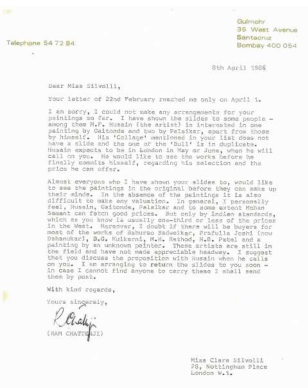 Gulmohr
36 West Avenue
Santacruz
Bombay 400 054
Telephone 54 72 84
8th April 1986
Dear Miss Silvelli,
Your letter of 22nd February reached me only on April 1.
I am sorry, I could not make any arrangements for your
paintings so far. I have shown the slides to some people -
among them M.F. Husain (the artist) is interested in one
painting by Gaitonde and two by Palsikar, apart from those
by himself. His 'Collage' mentioned in your list does not
have a slide and the one of the 'Bull' is in duplicate.
Husain expects to be in London in May or June, when he will
call on you. He would like to see the works before he
finally commits himself, regarding his selection and the
price he can offer.
Almost everyone who I have shown your slides to, would like
to see the paintings in the original before they can make up
their minds. In the absence of the paintings it is also
difficult to make any valuation. In general, I personally
feel, Husain, Gaitonde, Palsikar and to some extent Mohan
Samant can fetch good prices. But only by Indian standards,
which as you know is usually one-third or less of the prices
in the West. Moreover, I doubt if there will be buyers for
most of the works of Baburao Sadwelkar, Prafulla Joshi (now
Dahanukar), D.G. Kulkarni, M.N. Rathod, H.D. Patel and a
painting by an unknown painter. These artists are still in
the field and have not made appreciable headway. I suggest
that you discuss the proposition with Husain when he calls
on you. I am arranging to return the slides to you soon -
in case I cannot find anyone to carry these I shall send
them by post.
With kind regards,
Yours sincerely,
(RAM CHATTERJI)
Miss Clara Silvelli
28, Nottingham Place
London W.1.